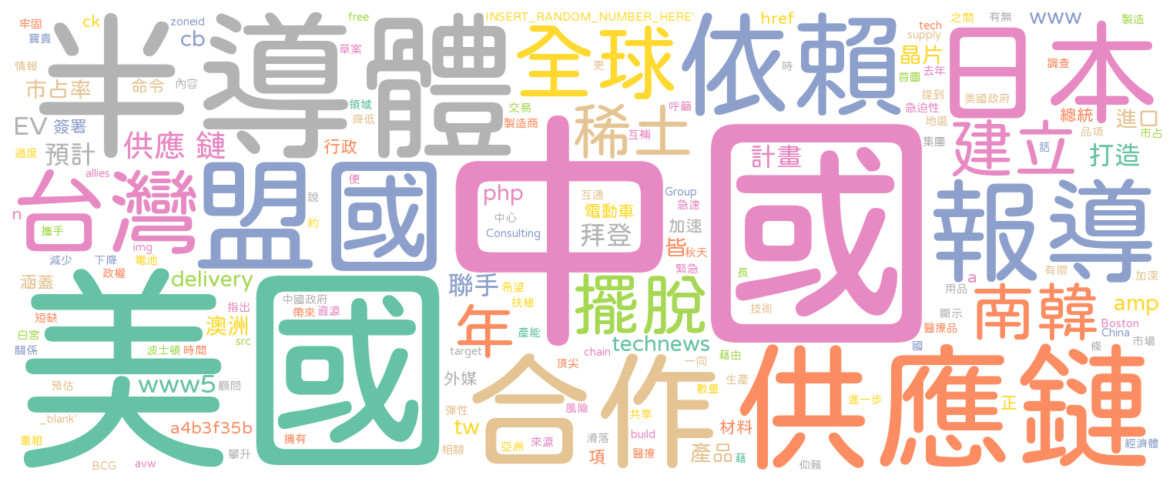 牢固 ck zoneid free INSERT_RANDOM_NUMBER_HERE' href 之間 有無 www 製造
寶貴 cb 草案 半導體 全球 更 依賴 時 tech supply 晶片 日本 調查
情報 市占率 命令 內容 首圖 去年 提到 美國政府
EV 簽署 領域 降低 交易 製造商 稀土 互補 呼籲 急迫性 地區 總統 進口
過度 預計 供應 鏈 行政 集團 建立 品項 話 市占 打造
allies 台灣 盟國 便 說 約 中國 計畫
n 攜手 php 互通 Group 急速 報導
img 中心 電動車 加速
減少 下降 電池 政權 Consulting 拜登 皆 秋天 緊急 長 有限 加深
涵蓋 delivery 聯手 希望 擺脫 a 用品
美國 中國政府 帶來 資源 扶植 技術 顯示 南韓 amp
短缺 指出 澳洲 年 產能 醫療品 Boston
白宮 src technews 國 China
關係 波士頓 時間 target chain 藉由 條 市場
預估 www5 顧問 外媒 頂尖 一同 供應鏈
_blank' 合作 數量 生產 進一步
重組 a4b3f35b 彈性 tw 風險 共享 材料 正
擁有 攀升 相關 亞洲 來源 滑落 build 經濟體
BCG avw 項 醫療 產品 藉 仰賴